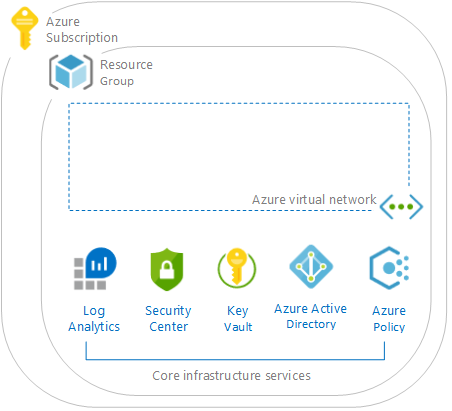 Azure
Subscription
Resource
Group
Azure virtual network
Log
Analytics
Security
Center
Key
Vault
Azure Active
Directory
Azure
Policy
Core infrastructure services